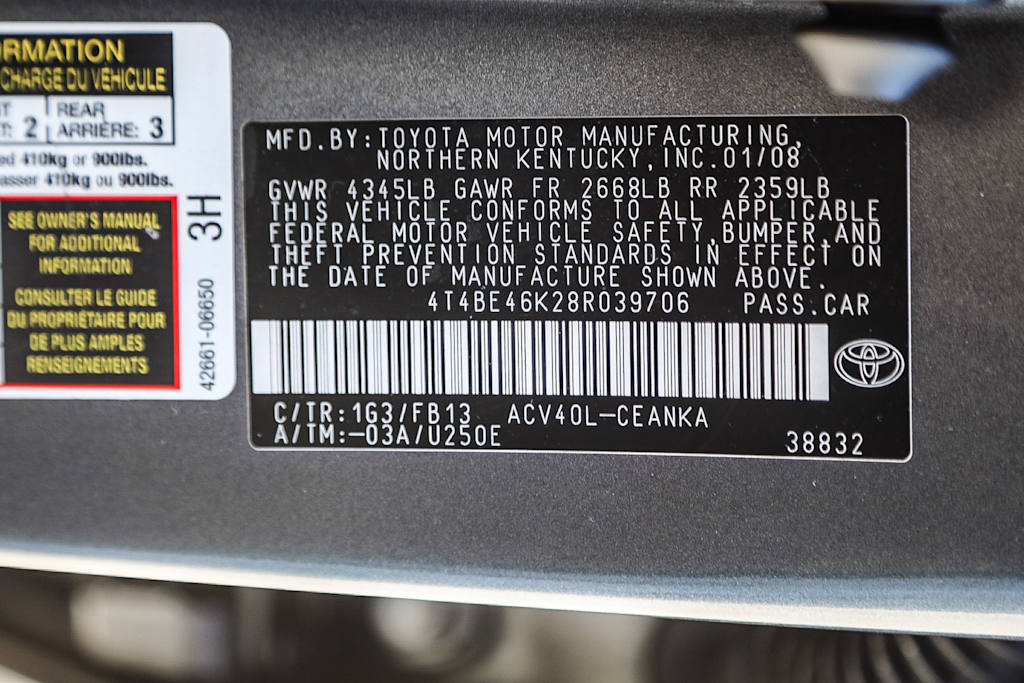 RMATION
CHARGE DU VÉHICULE
REAR
T: 2 ARRIÈRE: 3
410kg or 900lbs.
asser 410kg ou 900lbs.
SEE OWNER'S MANUAL
FOR ADDITIONAL
INFORMATION
CONSULTER LE GUIDE
DU PROPRIÉTAIRE POUR
DE PLUS AMPLES
RENSEIGNEMENTS
42661-06650 3H
MFD.BY:TOYOTA MOTOR MANUFACTURING,
NORTHERN KENTUCKY,INC.01/08
GVWR 4345LB GAWR FR 2668LB RR 2359LB
THIS VEHICLE CONFORMS TO ALL APPLICABLE
FEDERAL MOTOR VEHICLE SAFETY,BUMPER,AND
THEFT PREVENTION STANDARDS IN EFFECT ON
THE DATE OF MANUFACTURE SHOWN ABOVE.
4T4BE46K28R039706 PASS.CAR
C/TR:1G3/FB13 ACV40L-CEANKA
A/TM:-03A/U250E
38832